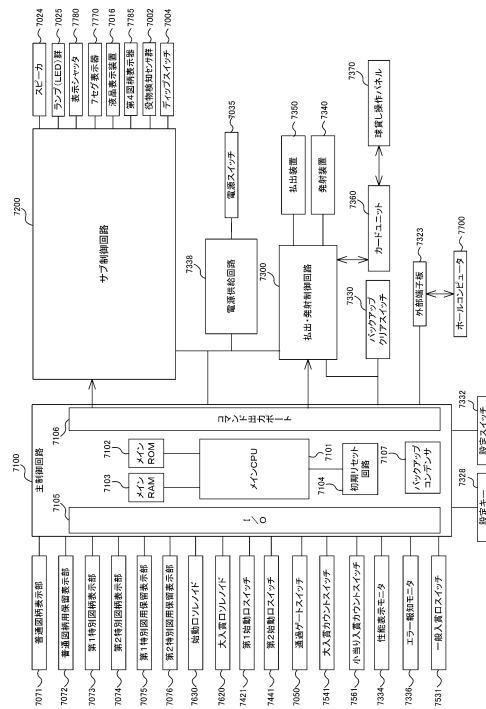 7071
普通図柄表示部
7072
普通図柄用保留表示部
7073
第1特別図柄表示部
7074
第2特別図柄表示部
7075
第1特別図用保留表示部
7076
第2特別図用保留表示部
7630
始動口ソレノイド
7620
大入賞口ソレノイド
7421
第1始動口スイッチ
7441
第2始動口スイッチ
7050
通過ゲートスイッチ
7541
大入賞カウントスイッチ
7561
小当り入賞カウントスイッチ
7334
性能表示モニタ
7336
エラー報知モニタ
7531
一般入賞口スイッチ
7100
主制御回路
7105
I/O
7103
メイン
RAM
7102
メイン
ROM
7106
コマンド出力ポート
メインCPU
7101
7104
初期リセット
回路
7107
バックアップ
コンデンサ
7328
設定キー
7332
設定スイッチ
7200
サブ制御回路
スピーカ
7024
ランプ(LED)群
7025
表示シャッタ
7780
7セグ表示器
7770
液晶表示装置
7016
第4図柄表示器
7785
役物検知センサ群
7002
ディップスイッチ
7004
7338
電源供給回路
電源スイッチ
7035
7300
払出・発射制御回路
払出装置
7350
発射装置
7340
7330
バックアップ
クリアスイッチ
カードユニット
7360
球貸し操作パネル
7370
外部端子板
7323
ホールコンピュータ
7700